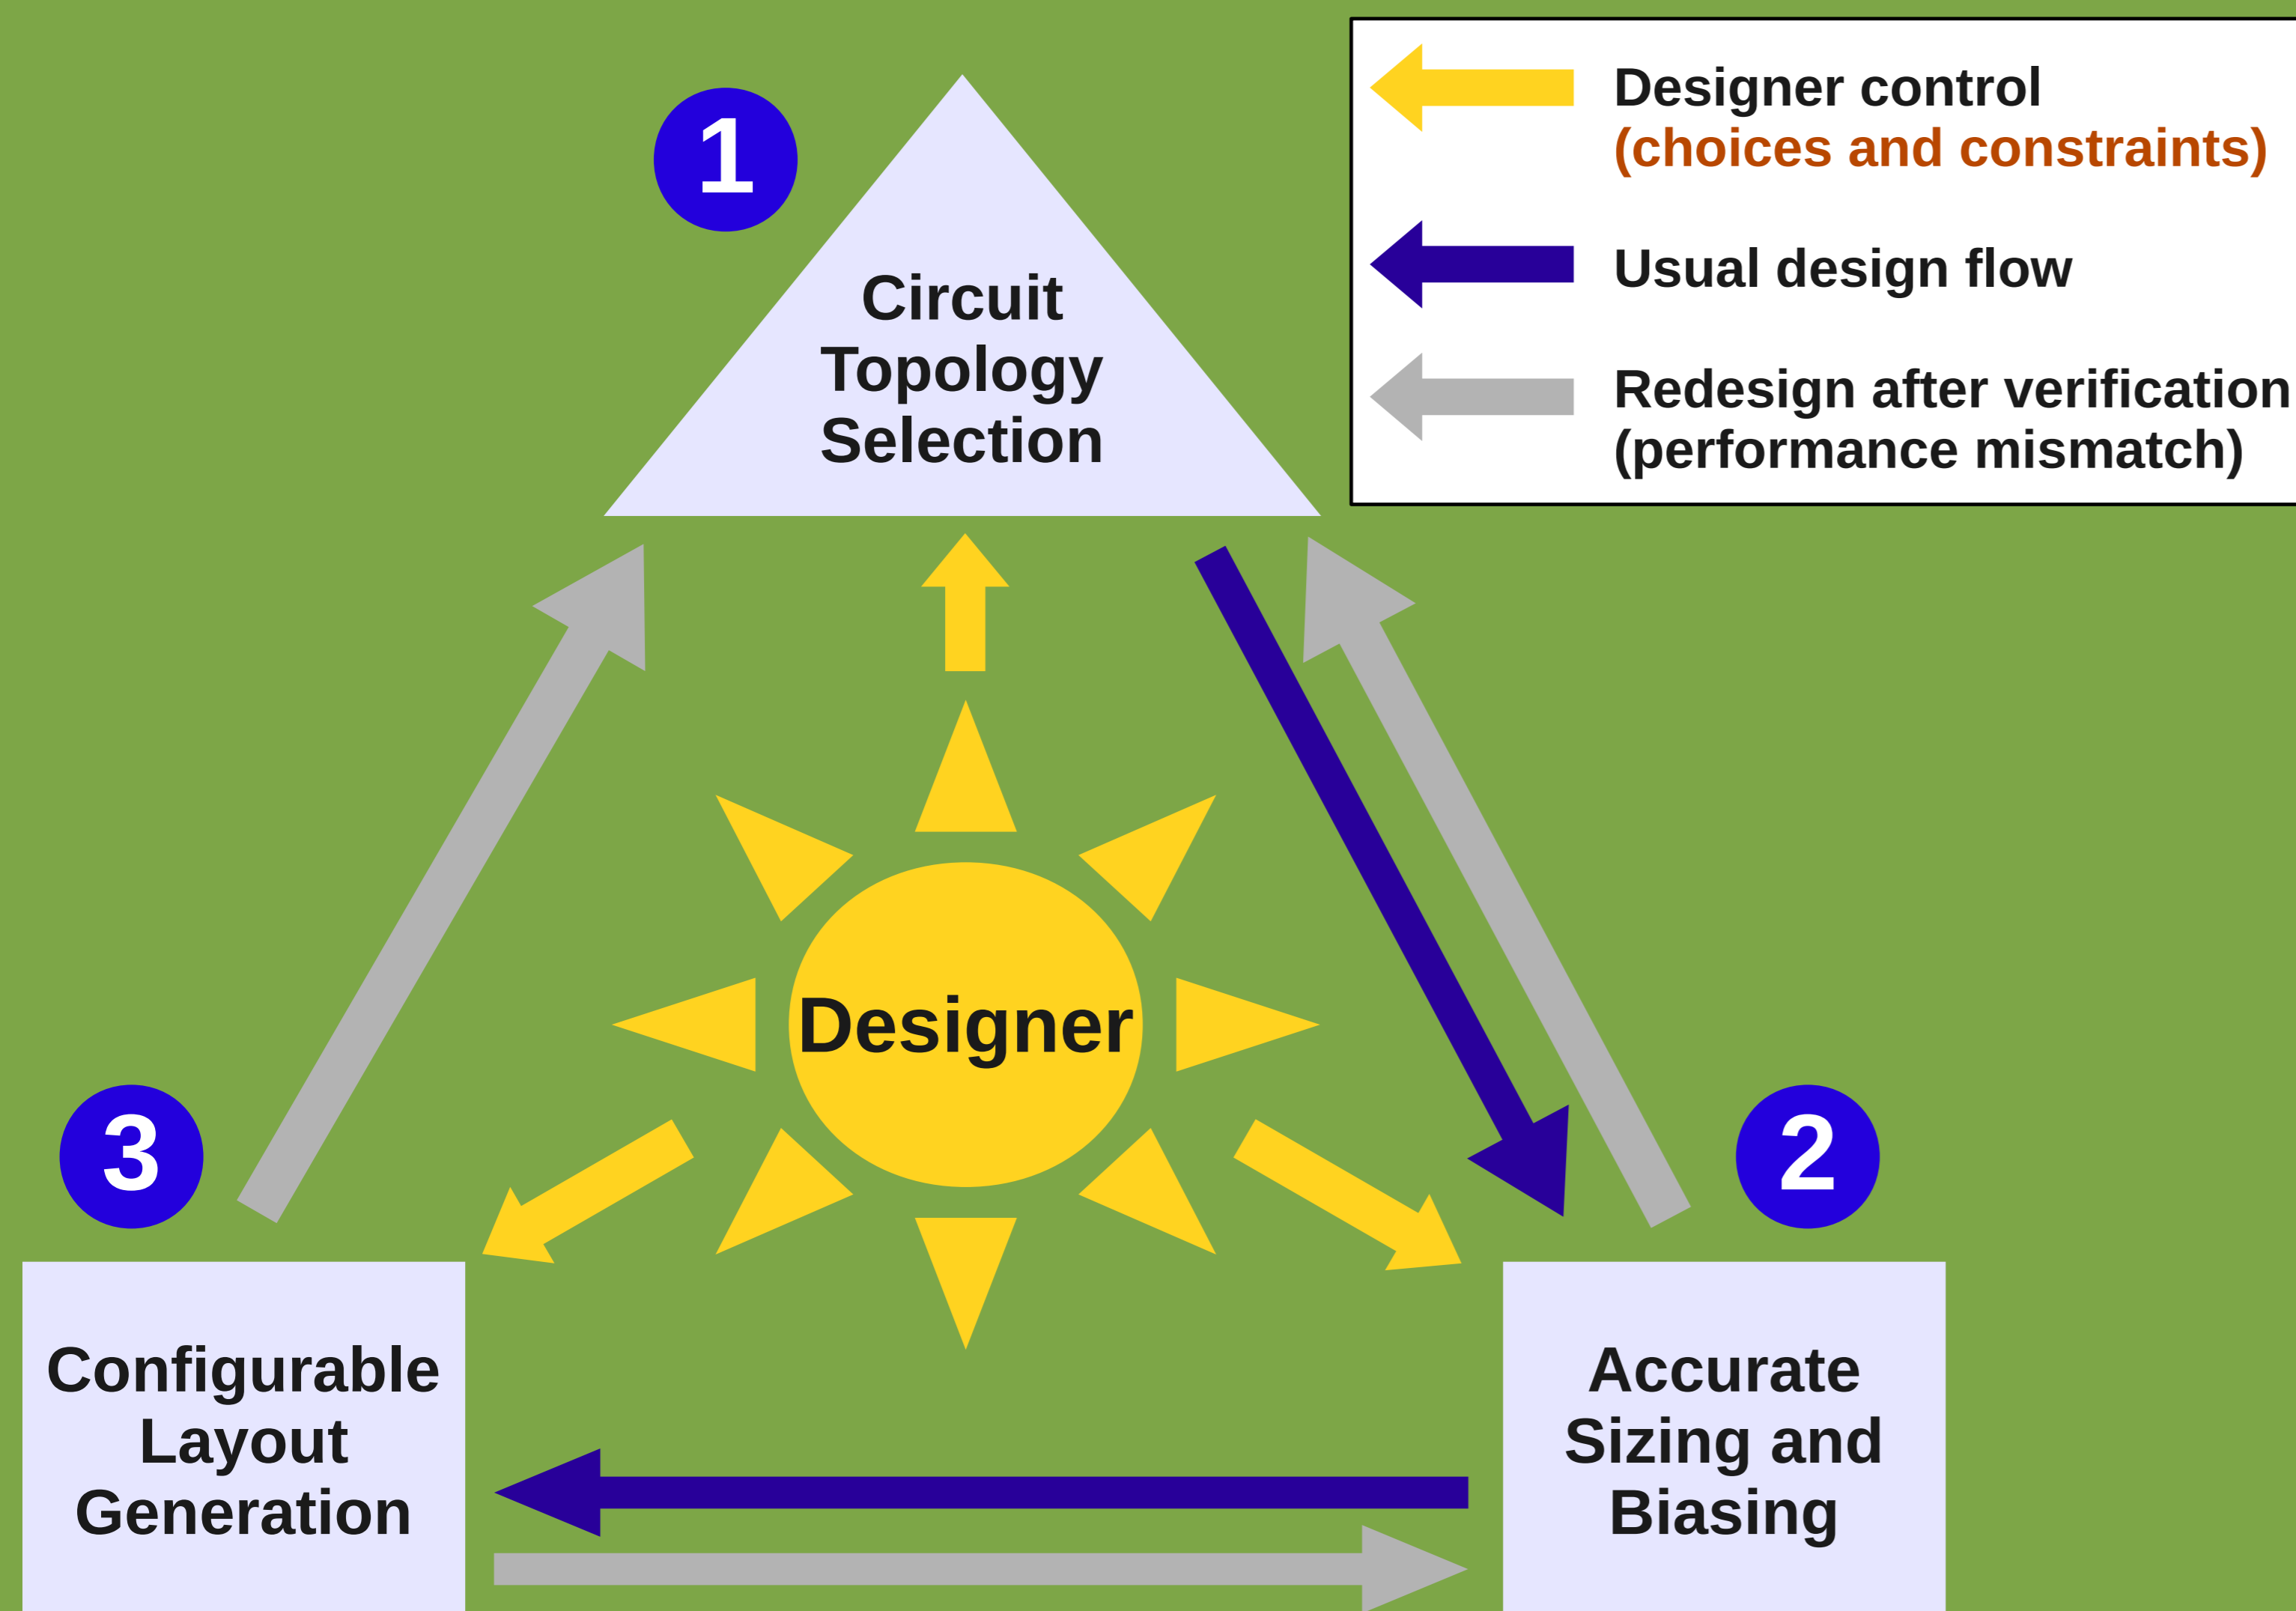 1
Circuit
Topology
Selection
Designer control
(choices and constraints)
Usual design flow
Redesign after verification
(performance mismatch)
Designer
3
2
Configurable
Layout
Generation
Accurate
Sizing and
Biasing